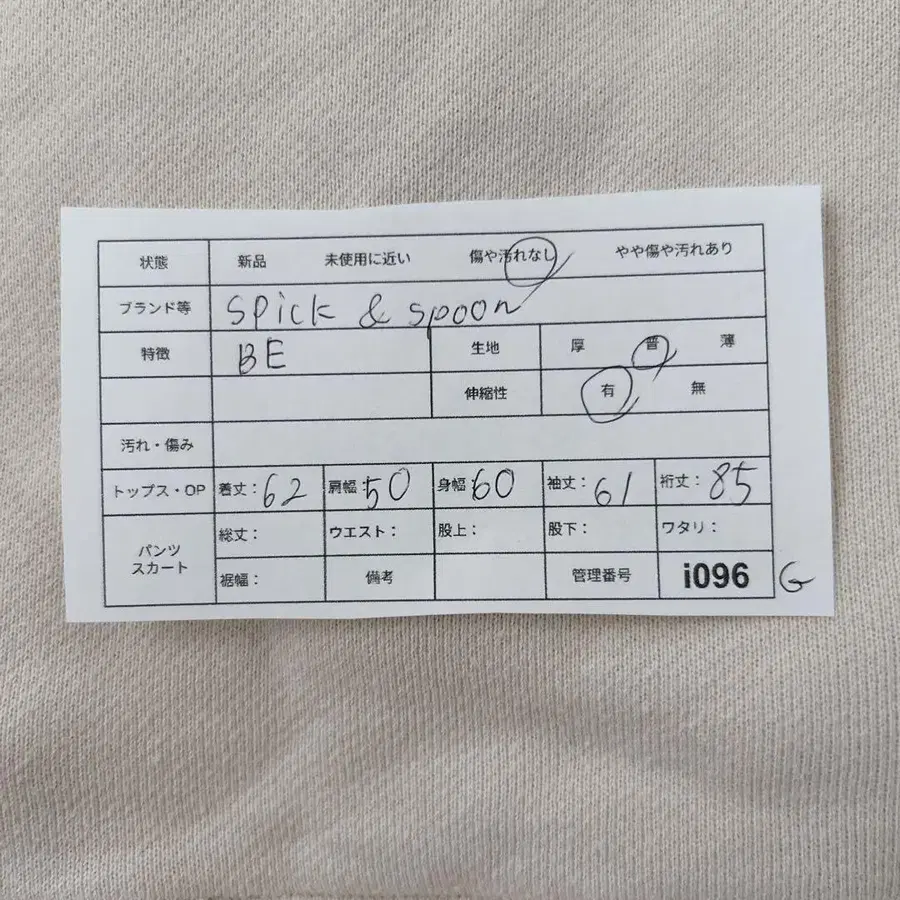 状態 新品 未使用に近い 傷や汚れなし やや傷や汚れあり
ブランド等 Spick & spoon
特徴 BE 生地 厚 普 薄
伸縮性 有 無
汚れ・傷み
トップス・OP 着丈：62 肩幅：50 身幅：60 袖丈：61 裄丈：85
パンツ スカート 総丈： ウエスト： 股上： 股下： ワタリ：
裾幅： 備考 管理番号 i096 G